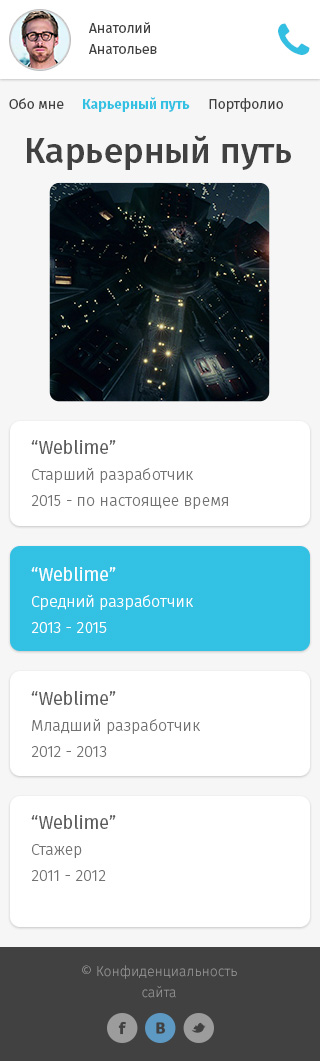 Анатолий
Анатольев
Обо мне Карьерный путь Портфолио
Карьерный путь
“Weblime”
Старший разработчик
2015 - по настоящее время
“Weblime”
Средний разработчик
2013 - 2015
“Weblime”
Младший разработчик
2012 - 2013
“Weblime”
Стажер
2011 - 2012
© Конфиденциальность
сайта